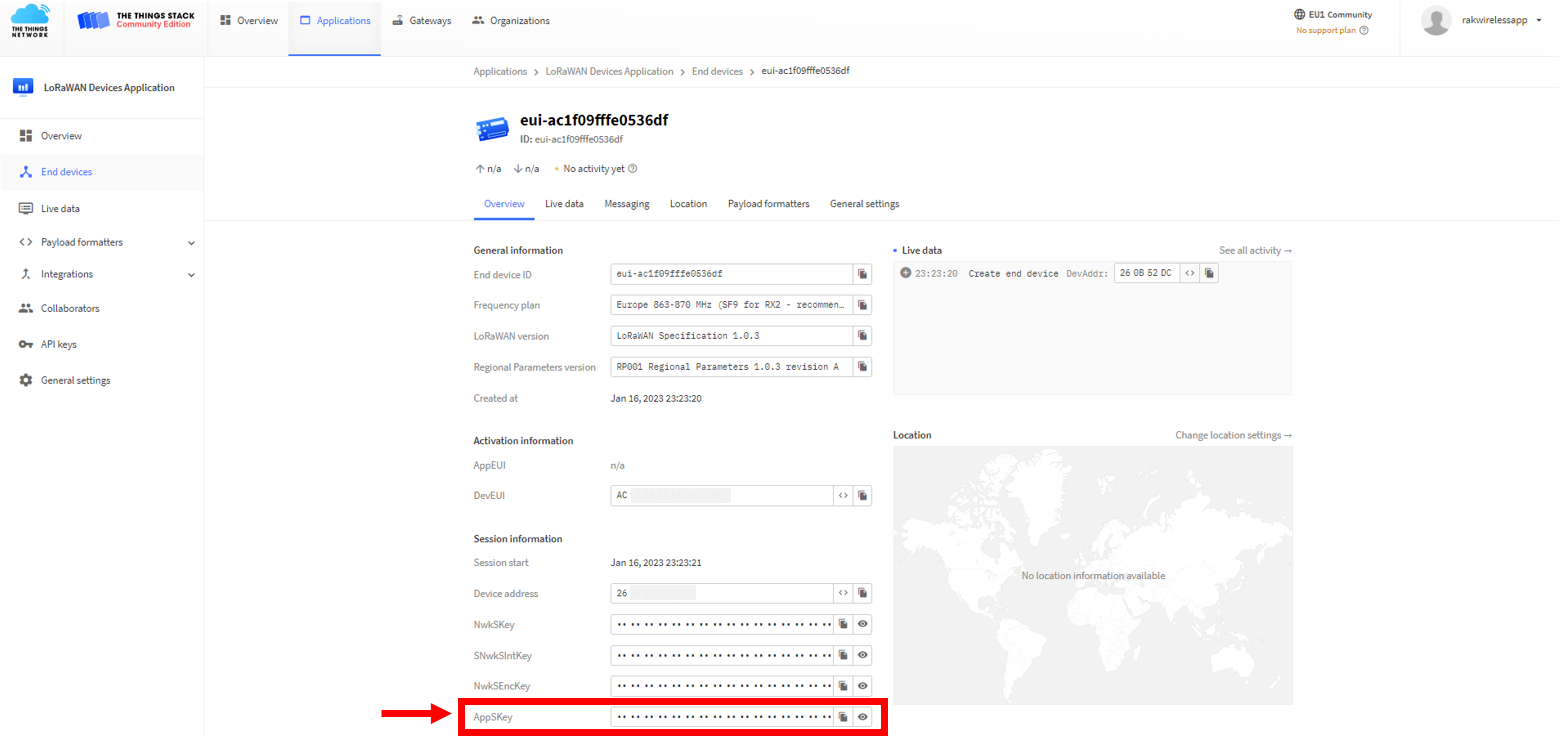 THE THINGS NETWORK
THE THINGS STACK
Community Edition
Overview
Applications
Gateways
Organizations
EU1 Community
No support plan
rakwirelessapp
LoRaWAN Devices Application
Overview
End devices
Live data
Payload formatters
Integrations
Collaborators
API keys
General settings
Applications > LoRaWAN Devices Application > End devices > eui-ac1f09fffe0536df
eui-ac1f09fffe0536df
ID: eui-ac1f09fffe0536df
↑ n/a ↓ n/a • No activity yet
Overview Live data Messaging Location Payload formatters General settings
General information
End device ID eui-ac1f09fffe0536df
Frequency plan Europe 863-870 MHz (SF9 for RX2 - recommen…
LoRaWAN version LoRaWAN Specification 1.0.3
Regional Parameters version RP001 Regional Parameters 1.0.3 revision A
Created at Jan 16, 2023 23:23:20
Activation information
AppEUI n/a
DevEUI AC
Session information
Session start Jan 16, 2023 23:23:21
Device address 26
NwkSKey
SNwkSIntKey
NwkSEncKey
AppSKey
Live data See all activity →
23:23:20 Create end device DevAddr: 26 0B 52 DC
Location Change location settings →
No location information available